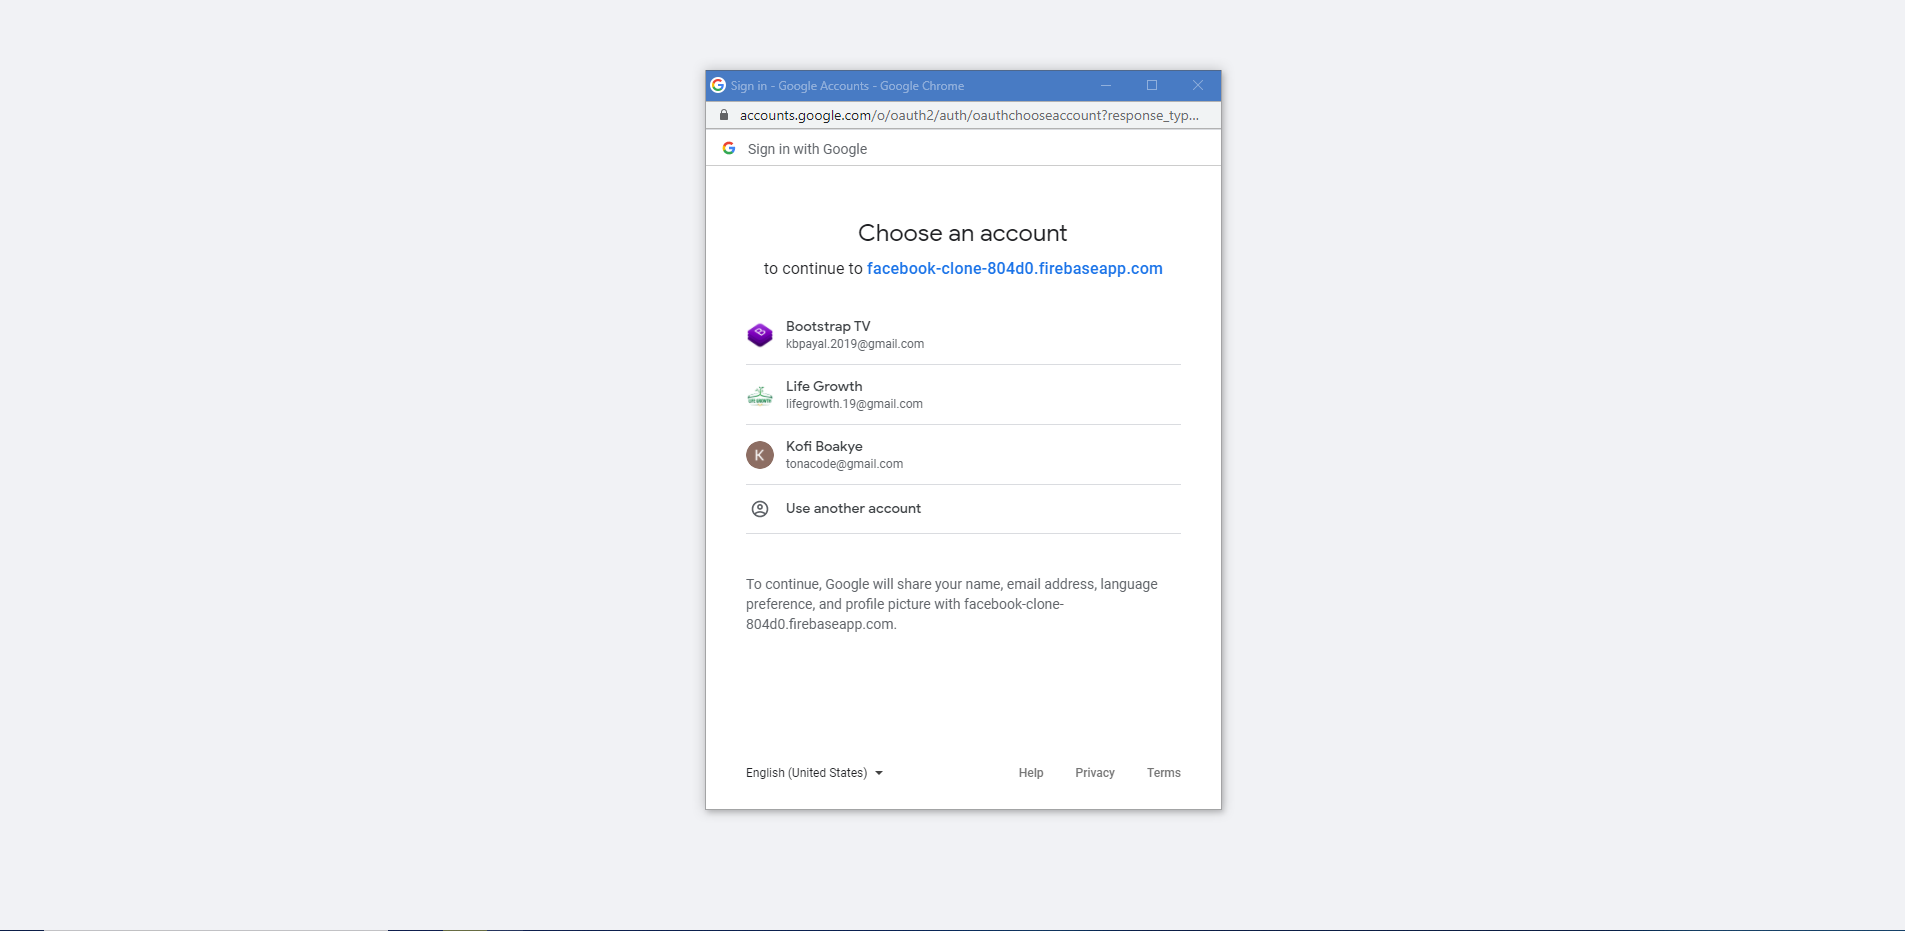 Sign in - Google Accounts - Google Chrome
accounts.google.com/o/oauth2/auth/oauthchooseaccount?response_typ...
Sign in with Google
Choose an account
to continue to facebook-clone-804d0.firebaseapp.com
Bootstrap TV
kbpayal.2019@gmail.com
Life Growth
lifegrowth.19@gmail.com
K
Kofi Boakye
tonacode@gmail.com
Use another account
To continue, Google will share your name, email address, language
preference, and profile picture with facebook-clone-
804d0.firebaseapp.com.
English (United States)
Help Privacy Terms